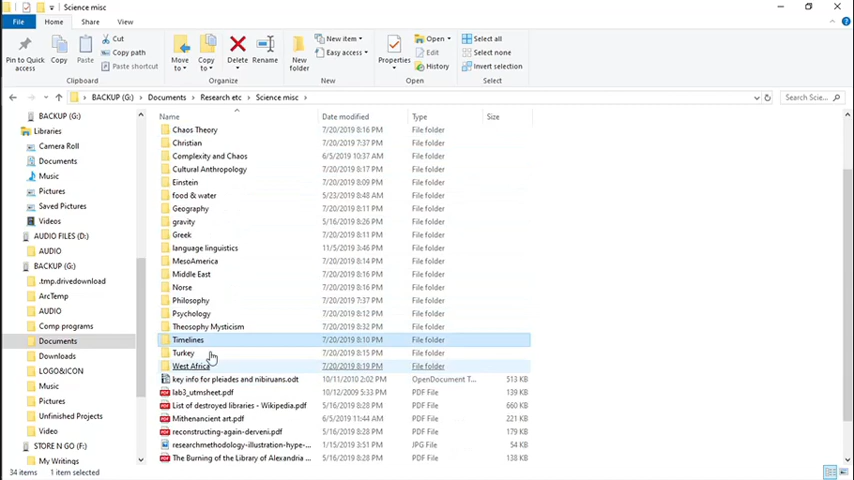 Science misc
File Home Share View
Pin to Quick access
Copy
Paste
Cut
Copy path
Paste shortcut
Clipboard
Move to
Copy to
Delete
Rename
Organize
New folder
New item
Easy access
New
Properties
Open
Edit
History
Open
Select all
Select none
Invert selection
Select
BACKUP (G:) > Documents > Research etc > Science misc
Search Scie...
Name Date modified Type Size
BACKUP (G:)
Libraries
Camera Roll
Documents
Music
Pictures
Saved Pictures
Videos
AUDIO FILES (D:)
AUDIO
BACKUP (G:)
.tmp.drivedownload
ArcTemp
AUDIO
Comp programs
Documents
Downloads
LOGO&ICON
Music
Pictures
Unfinished Projects
Video
STORE N GO (F:)
My Writings
Chaos Theory 7/20/2019 8:16 PM File folder
Christian 7/20/2019 7:37 PM File folder
Complexity and Chaos 6/5/2019 10:37 AM File folder
Cultural Anthropology 7/20/2019 8:16 PM File folder
Einstein 7/20/2019 8:09 PM File folder
food & water 5/23/2019 8:48 AM File folder
Geography 7/20/2019 8:11 PM File folder
gravity 5/16/2019 8:26 PM File folder
Greek 7/20/2019 8:11 PM File folder
language linguistics 11/5/2019 3:46 PM File folder
MesoAmerica 7/20/2019 8:14 PM File folder
Middle East 7/20/2019 8:13 PM File folder
Norse 7/20/2019 8:16 PM File folder
Philosophy 7/20/2019 7:37 PM File folder
Psychology 7/20/2019 8:12 PM File folder
Theosophy Mysticism 7/20/2019 8:32 PM File folder
Timelines 7/20/2019 8:10 PM File folder
Turkey 7/20/2019 8:15 PM File folder
West Africa 7/20/2019 8:19 PM File folder
key info for pleiades and nibiruans.odt 10/11/2010 2:02 PM OpenDocument T... 513 KB
lab3_utmsheet.pdf 10/12/2009 5:33 PM PDF File 139 KB
List of destroyed libraries - Wikipedia.pdf 5/16/2019 8:28 PM PDF File 660 KB
Mithenancient art.pdf 6/5/2019 11:44 AM PDF File 221 KB
reconstructing-again-derveni.pdf 5/16/2019 8:28 PM PDF File 179 KB
researchmethodology-illustration-hype-... 1/15/2019 3:51 PM JPG File 54 KB
The Burning of the Library of Alexandria ... 5/16/2019 8:28 PM PDF File 138 KB
34 items 1 item selected